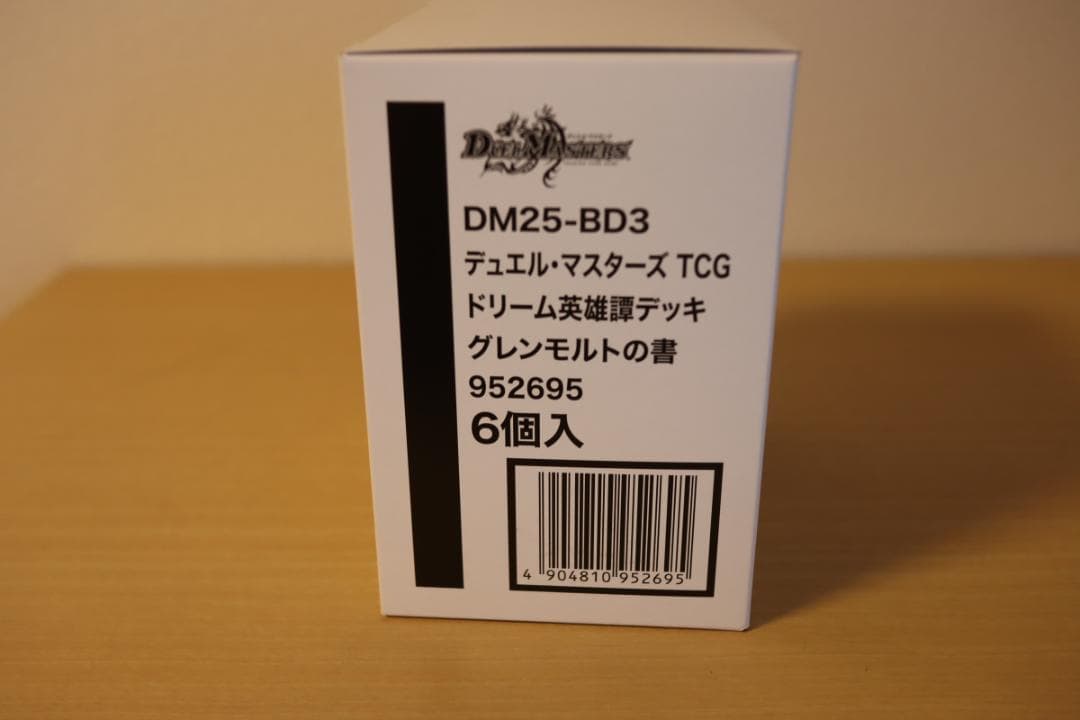 DUEL MASTERS
DM25-BD3
デュエル・マスターズ TCG
ドリーム英雄譚デッキ
グレンモルトの書
952695
6個入
4 904810 952695